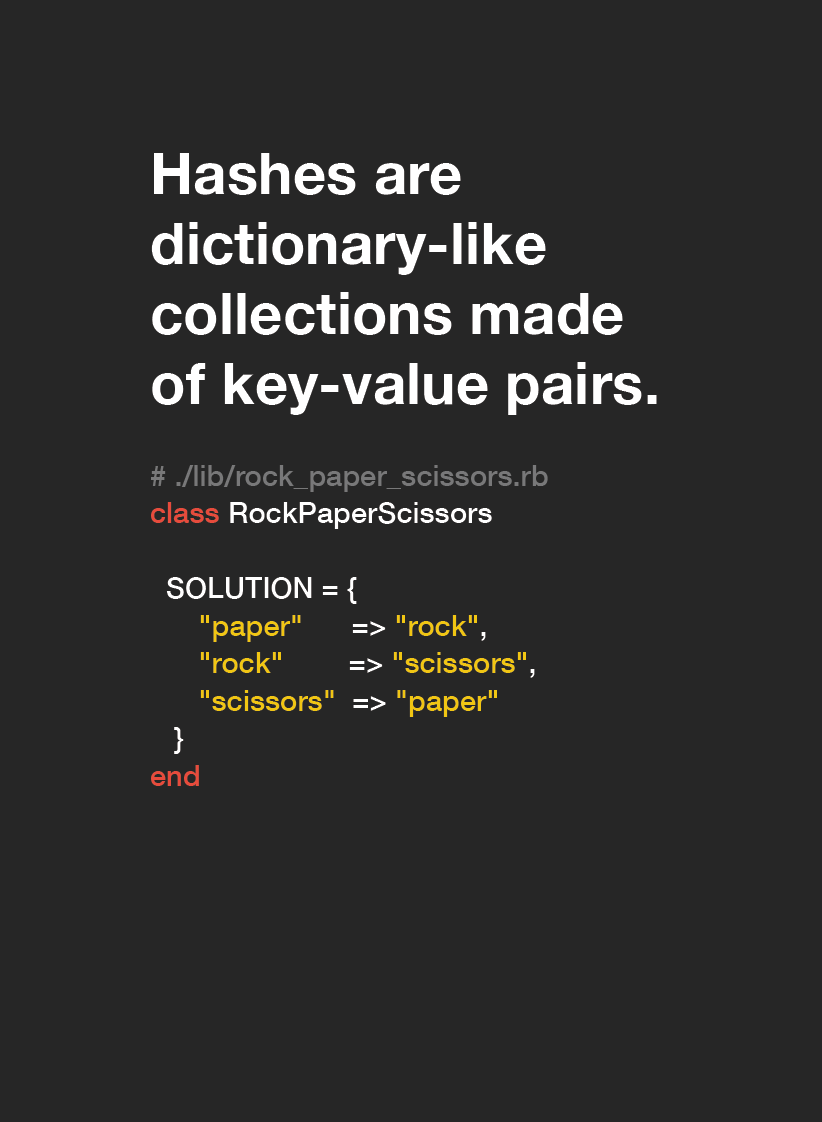 Hashes are
dictionary-like
collections made
of key-value pairs.
# ./lib/rock_paper_scissors.rb
class RockPaperScissors
SOLUTION = {
"paper" => "rock",
"rock" => "scissors",
"scissors" => "paper"
}
end